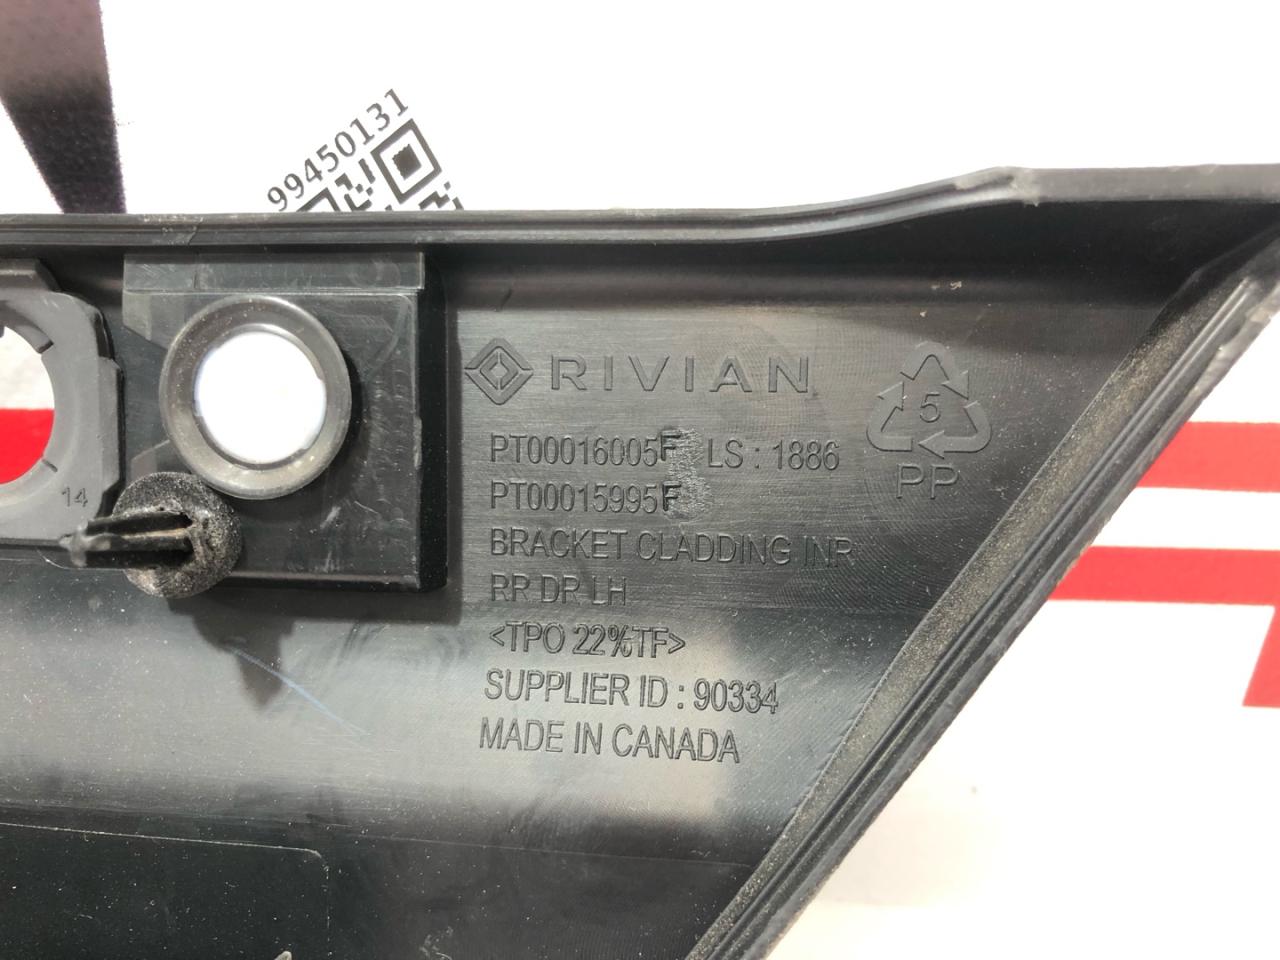 99450131
RIVIAN
5
PP
PT00016005F LS : 1886
PT00015995F
BRACKET CLADDING INR
RR DR LH
<TPO 22%TF>
SUPPLIER ID : 90334
MADE IN CANADA
14